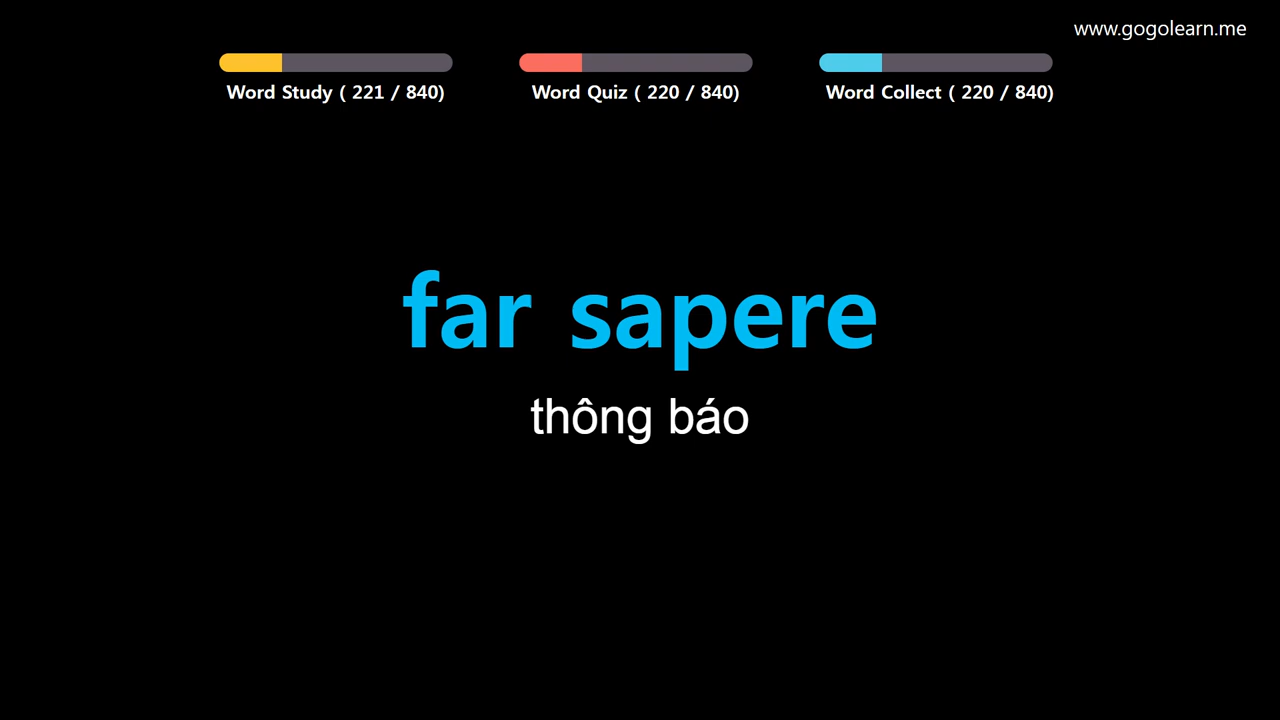 www.gogolearn.me
Word Study ( 221 / 840)
Word Quiz ( 220 / 840)
Word Collect ( 220 / 840)
far sapere
thông báo